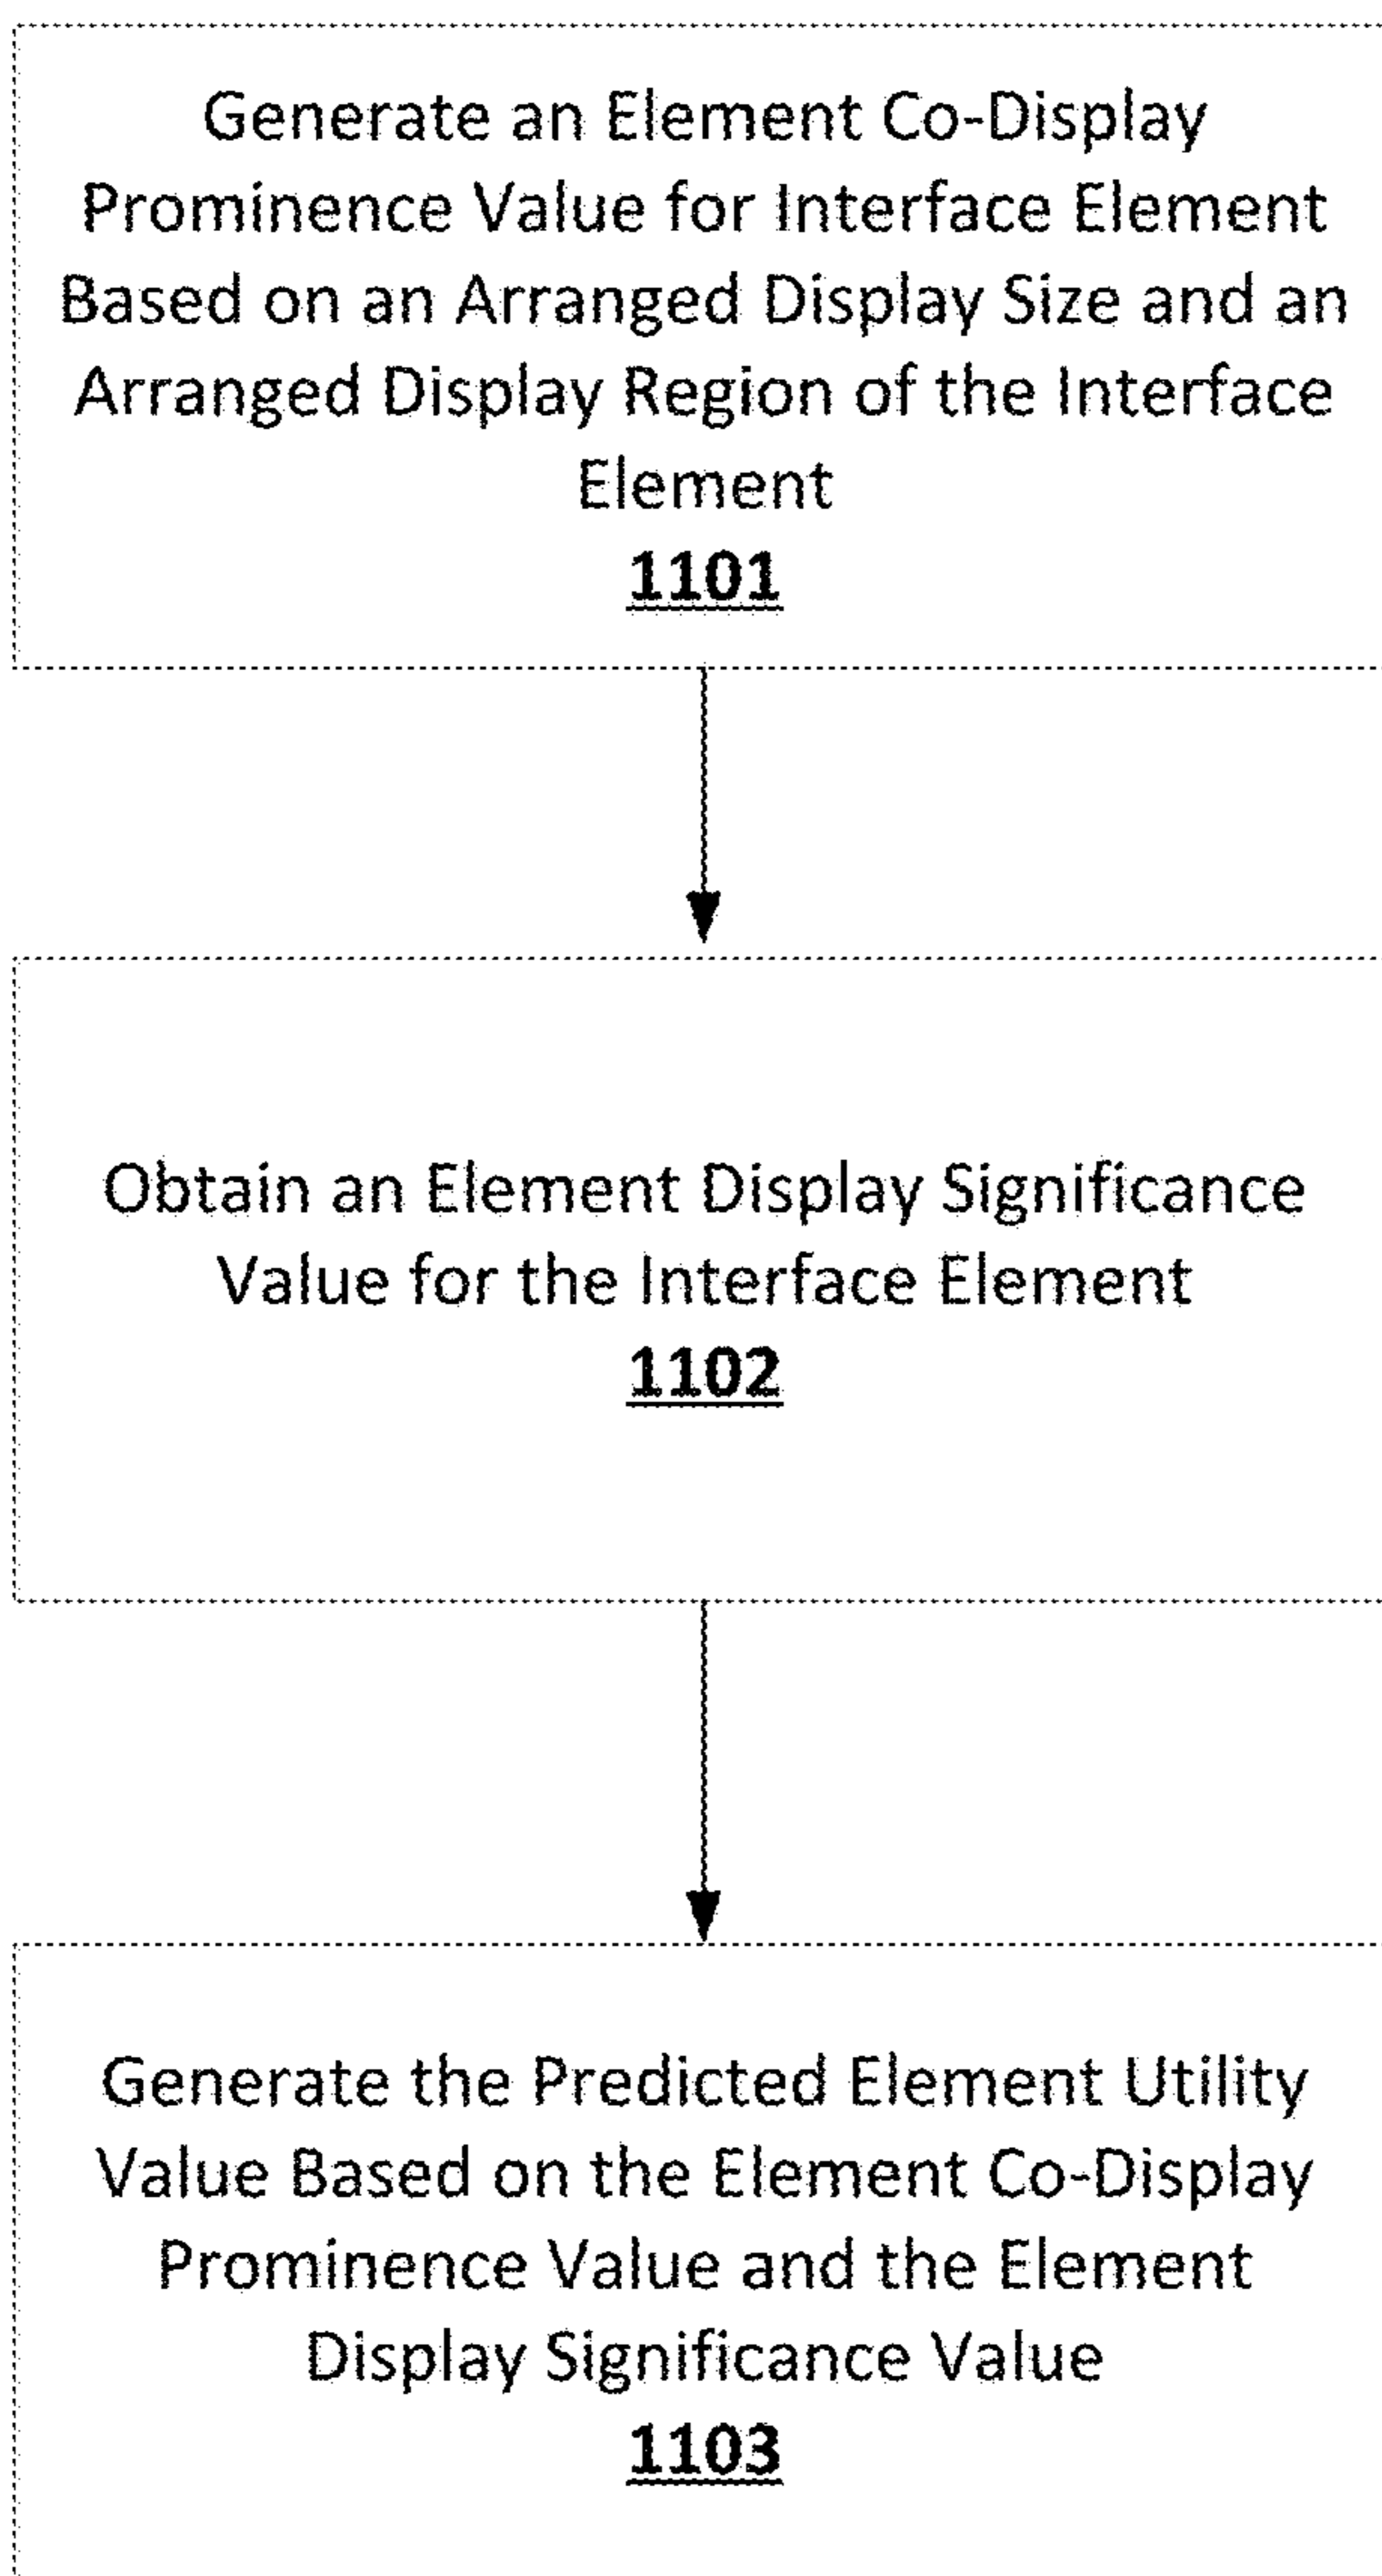 Generate an Element Co-Display
Prominence Value for Interface Element
Based on an Arranged Display Size and an
Arranged Display Region of the Interface
Element
1101
Obtain an Element Display Significance
Value for the Interface Element
1102
Generate the Predicted Element Utility
Value Based on the Element Co-Display
Prominence Value and the Element
Display Significance Value
1103